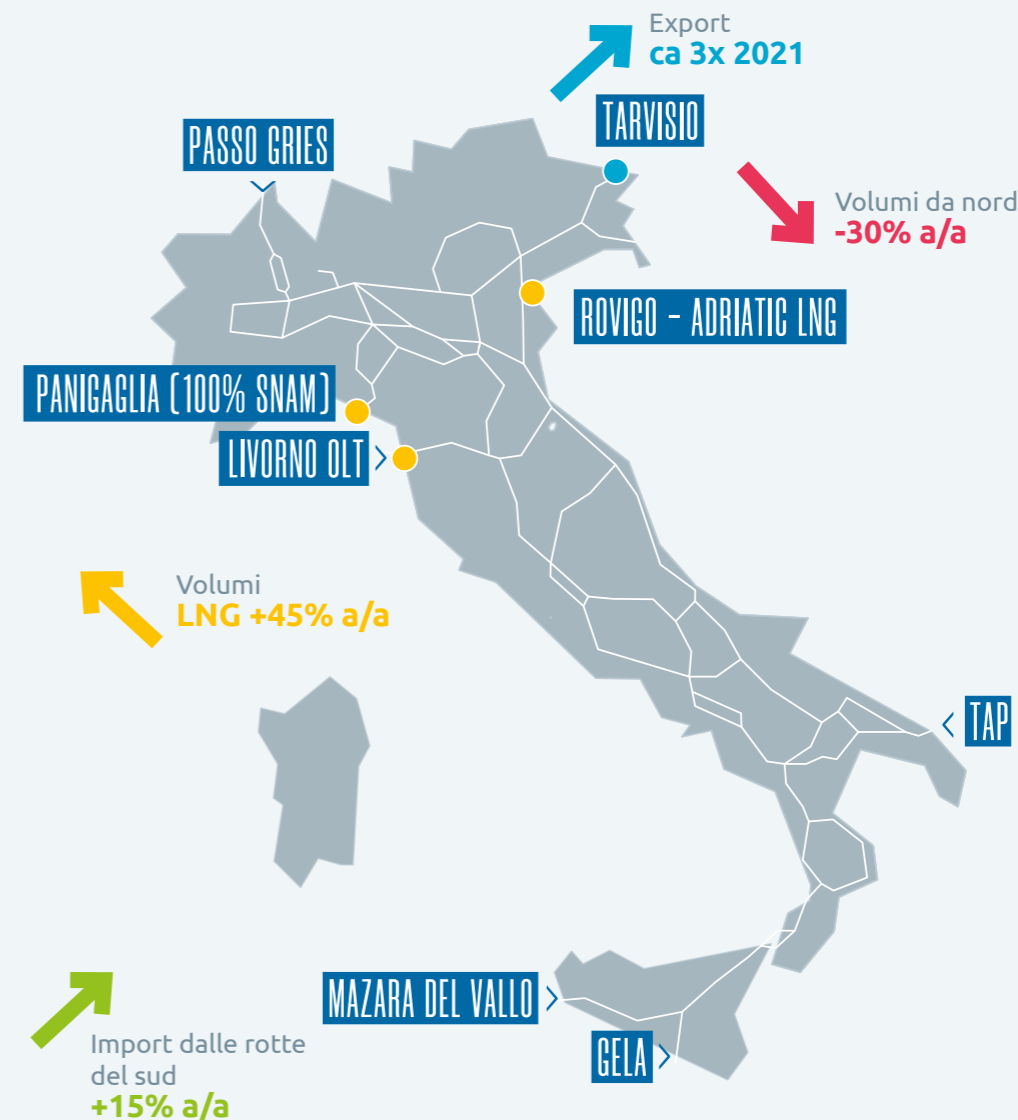 Export
ca 3x 2021
TARVISIO
PASSO GRIES
Volumi da nord
-30% a/a
ROVIGO - ADRIATIC LNG
PANIGAGLIA (100% SNAM)
LIVORNO OLT
Volumi
LNG +45% a/a
TAP
MAZARA DEL VALLO
GELA
Import dalle rotte
del sud
+15% a/a